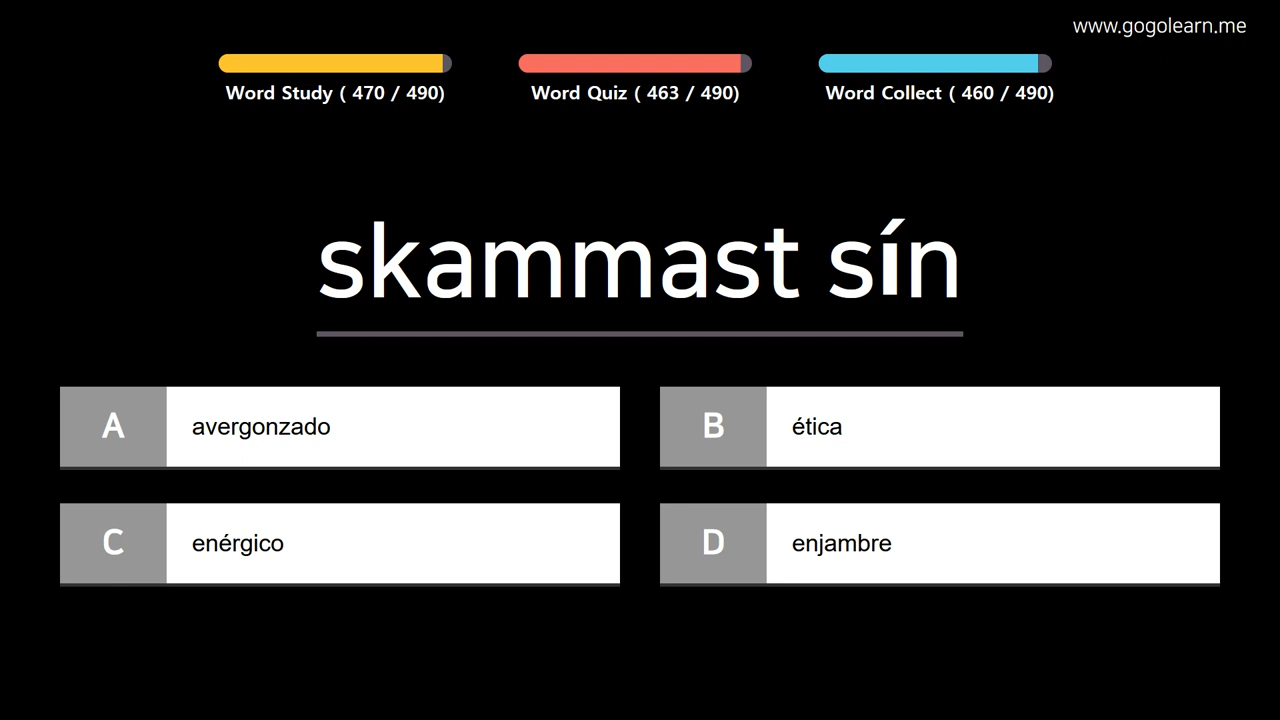 www.gogolearn.me
Word Study ( 470 / 490)
Word Quiz ( 463 / 490)
Word Collect ( 460 / 490)
skammast sín
A avergonzado
B ética
C enérgico
D enjambre